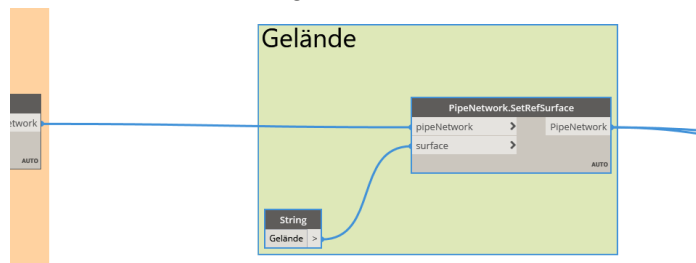 Gelände
PipeNetwork.SetRefSurface
etwork
pipeNetwork > PipeNetwork
surface >
AUTO
AUTO
String
Gelände >